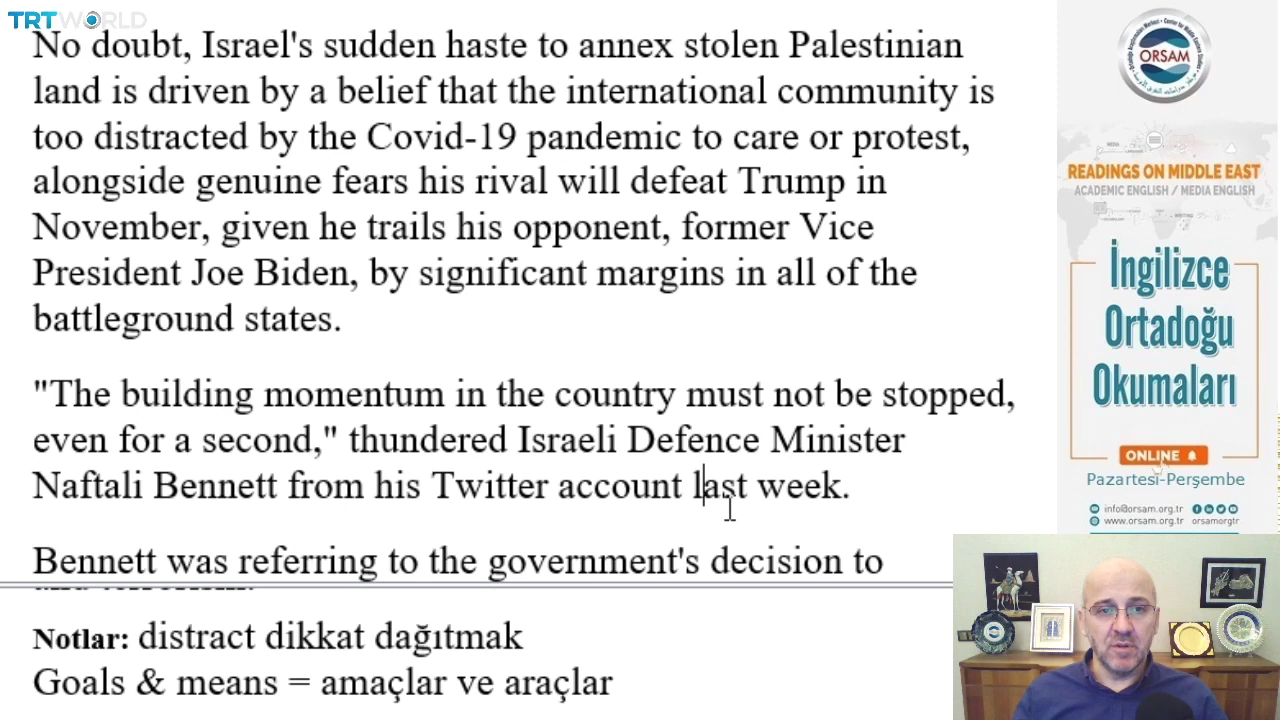 TRT WORLD
No doubt, Israel's sudden haste to annex stolen Palestinian
land is driven by a belief that the international community is
too distracted by the Covid-19 pandemic to care or protest,
alongside genuine fears his rival will defeat Trump in
November, given he trails his opponent, former Vice
President Joe Biden, by significant margins in all of the
battleground states.
"The building momentum in the country must not be stopped,
even for a second," thundered Israeli Defence Minister
Naftali Bennett from his Twitter account last week.
Bennett was referring to the government's decision to
Notlar: distract dikkat dağıtmak
Goals & means = amaçlar ve araçlar
ORSAM
READINGS ON MIDDLE EAST
ACADEMIC ENGLISH / MEDIA ENGLISH
İngilizce
Ortadoğu
Okumaları
ONLINE
Pazartesi-Perşembe
info@orsam.org.tr
www.orsam.org.tr orsamorgtr